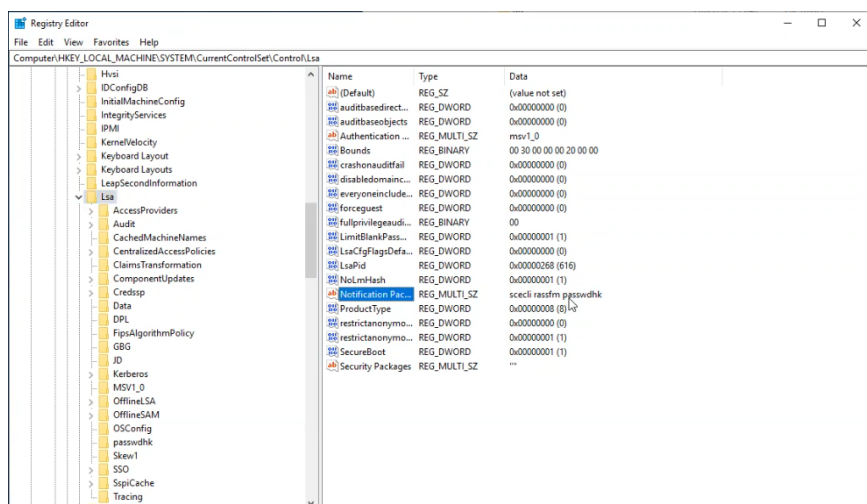 Registry Editor
File Edit View Favorites Help
Computer\HKEY_LOCAL_MACHINE\SYSTEM\CurrentControlSet\Control\Lsa
Hvsi
IDConfigDB
InitialMachineConfig
IntegrityServices
IPMI
KernelVelocity
Keyboard Layout
Keyboard Layouts
LeapSecondInformation
Lsa
AccessProviders
Audit
CachedMachineNames
CentralizedAccessPolicies
ClaimsTransformation
ComponentUpdates
Credssp
Data
DPL
FipsAlgorithmPolicy
GBG
JD
Kerberos
MSV1_0
OfflineLSA
OfflineSAM
OSConfig
passwdhk
Skew1
SSO
SspiCache
Tracing
Name Type Data
(Default) REG_SZ (value not set)
auditbasedirect... REG_DWORD 0x00000000 (0)
auditbaseobjects REG_DWORD 0x00000000 (0)
Authentication ... REG_MULTI_SZ msv1_0
Bounds REG_BINARY 00 30 00 00 00 20 00 00
crashonauditfail REG_DWORD 0x00000000 (0)
disabledomainc... REG_DWORD 0x00000000 (0)
everyoneinclude... REG_DWORD 0x00000000 (0)
forceguest REG_DWORD 0x00000000 (0)
fullprivilegeaudi... REG_BINARY 00
LimitBlankPass... REG_DWORD 0x00000001 (1)
LsaCfgFlagsDefa... REG_DWORD 0x00000000 (0)
LsaPid REG_DWORD 0x00000268 (616)
NoLmHash REG_DWORD 0x00000001 (1)
Notification Pac... REG_MULTI_SZ scecli rassfm passwdhk
ProductType REG_DWORD 0x00000008 (8)
restrictanonymo... REG_DWORD 0x00000000 (0)
restrictanonymo... REG_DWORD 0x00000001 (1)
SecureBoot REG_DWORD 0x00000001 (1)
Security Packages REG_MULTI_SZ ""